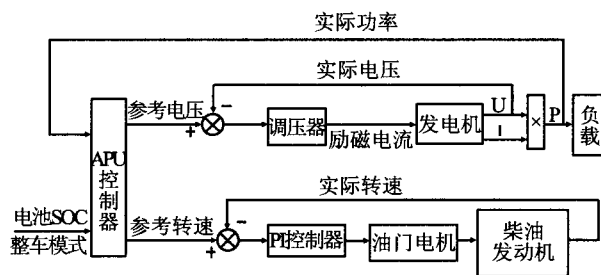 实际功率
实际电压
参考电压
-
+
调压器
励磁电流
发电机
U
I
×
P
负载
APU控制器
电池SOC
整车模式
参考转速
实际转速
-
+
PI控制器
油门电机
柴油
发动机